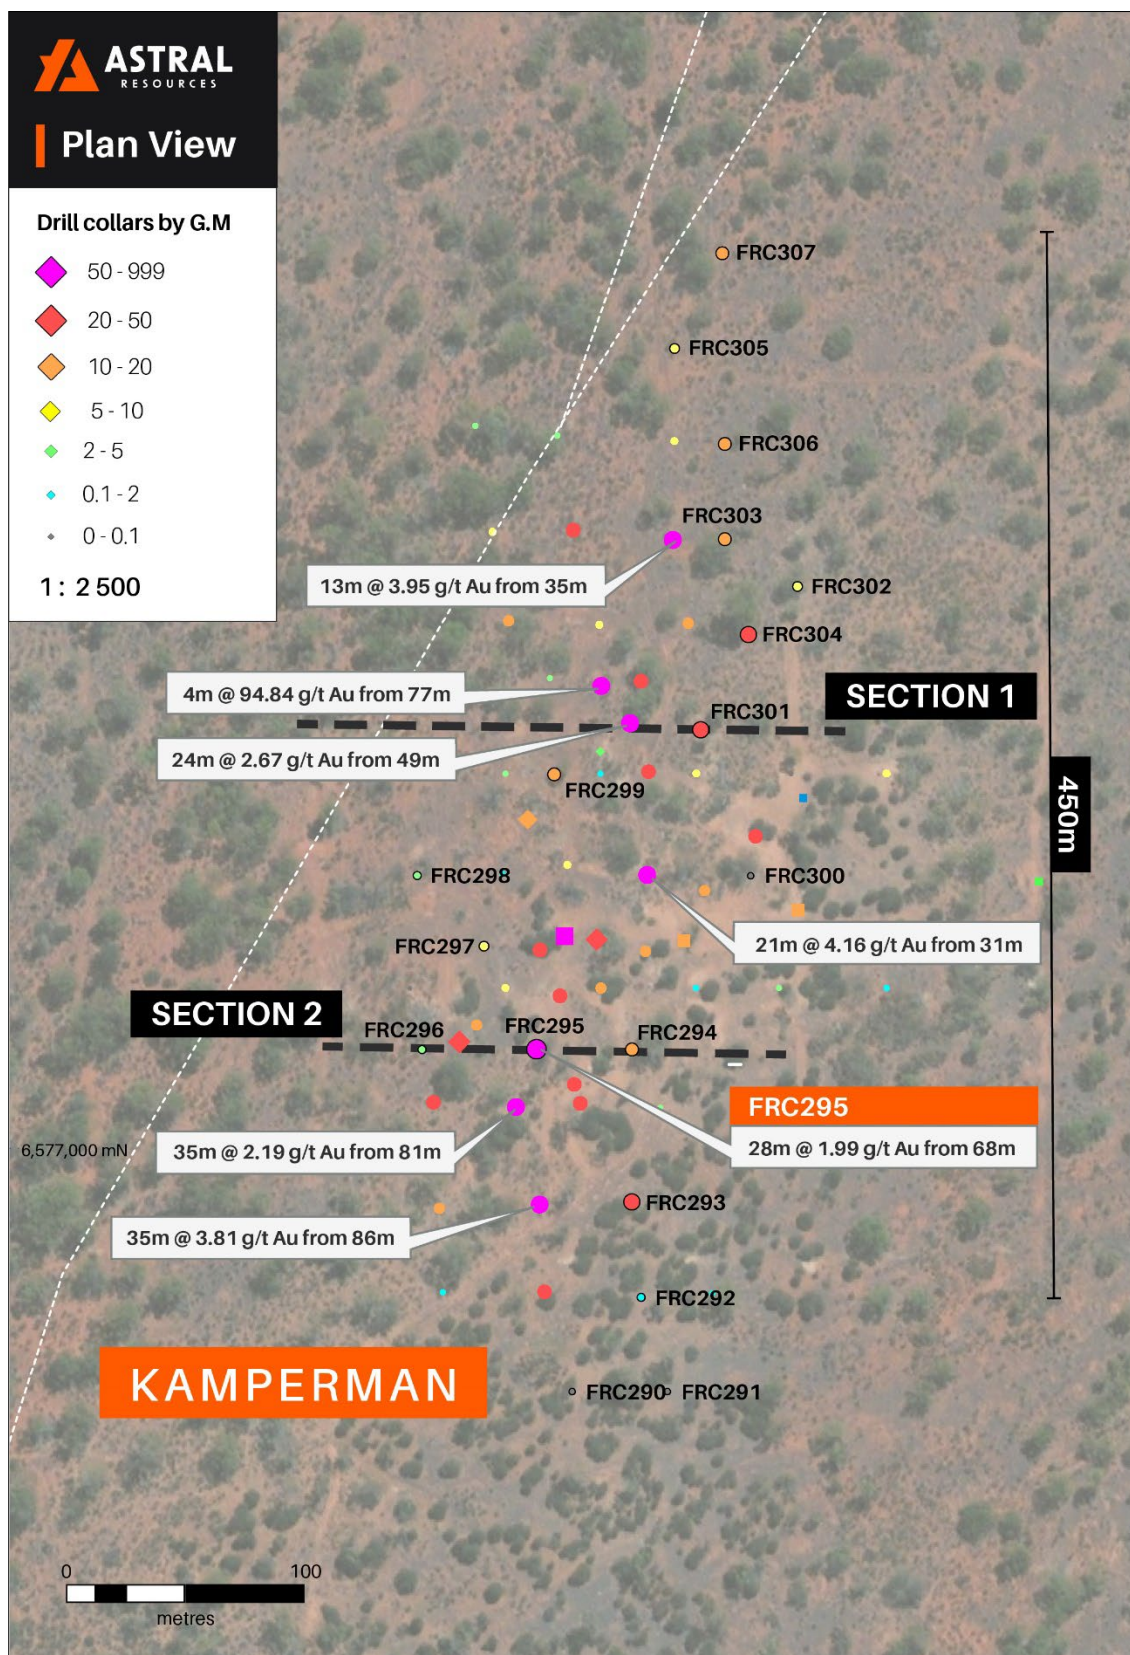 ASTRAL
RESOURCES
Plan View
Drill collars by G.M
50 - 999
20 - 50
10 - 20
5 - 10
2 - 5
0.1 - 2
0 - 0.1
1 : 2 500
FRC307
FRC305
FRC306
FRC303
13m @ 3.95 g/t Au from 35m
FRC302
FRC304
4m @ 94.84 g/t Au from 77m
SECTION 1
FRC301
24m @ 2.67 g/t Au from 49m
FRC299
450m
FRC298
FRC300
FRC297
21m @ 4.16 g/t Au from 31m
SECTION 2
FRC296
FRC295
FRC294
FRC295
28m @ 1.99 g/t Au from 68m
35m @ 2.19 g/t Au from 81m
6,577,000 mN
FRC293
35m @ 3.81 g/t Au from 86m
FRC292
KAMPERMAN
FRC290
FRC291
0 100
metres